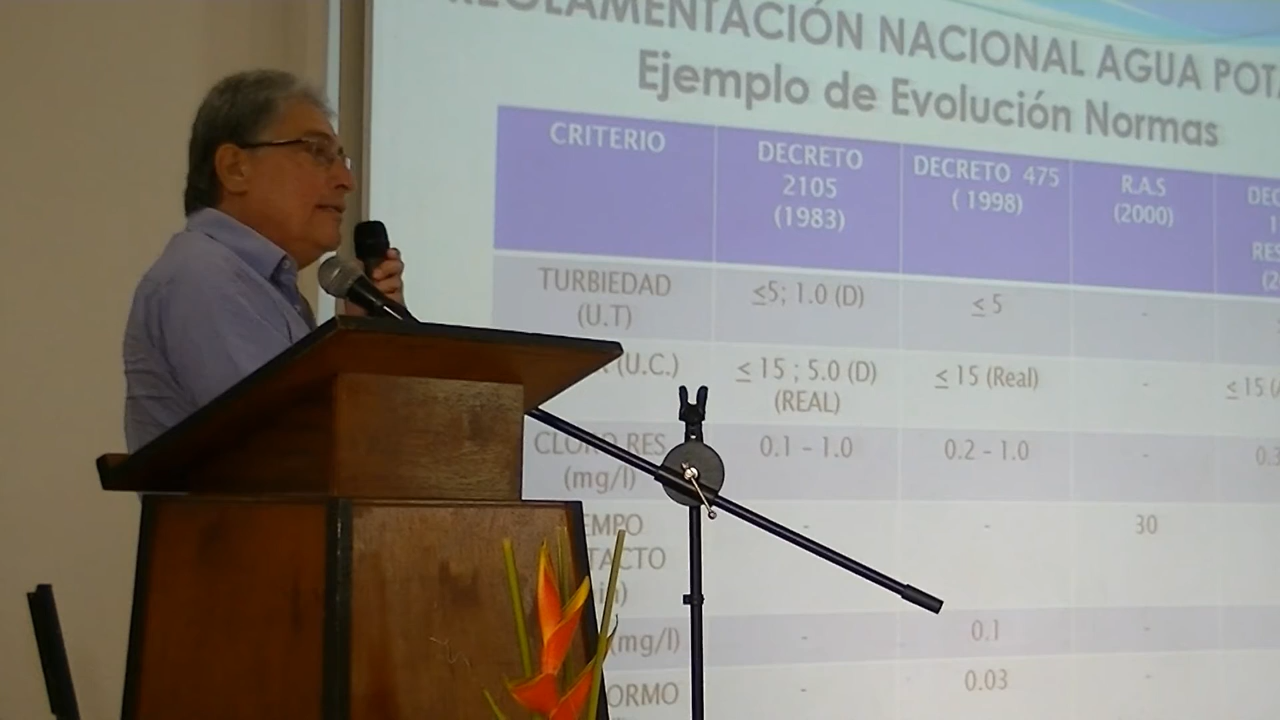 REGLAMENTACIÓN NACIONAL AGUA
Ejemplo de Evolución Normas
CRITERIO
DECRETO
2105
(1983)
DECRETO 475
( 1998)
R.A.S
(2000)
TURBIEDAD
(U.T)
≤5; 1.0 (D)
≤ 5
-
(U.C.)
≤ 15 ; 5.0 (D)
(REAL)
≤ 15 (Real)
-
≤ 15
CLORO RES
(mg/l)
0.1 – 1.0
0.2 – 1.0
-
-
-
30
(mg/l)
-
0.1
-
-
0.03
-